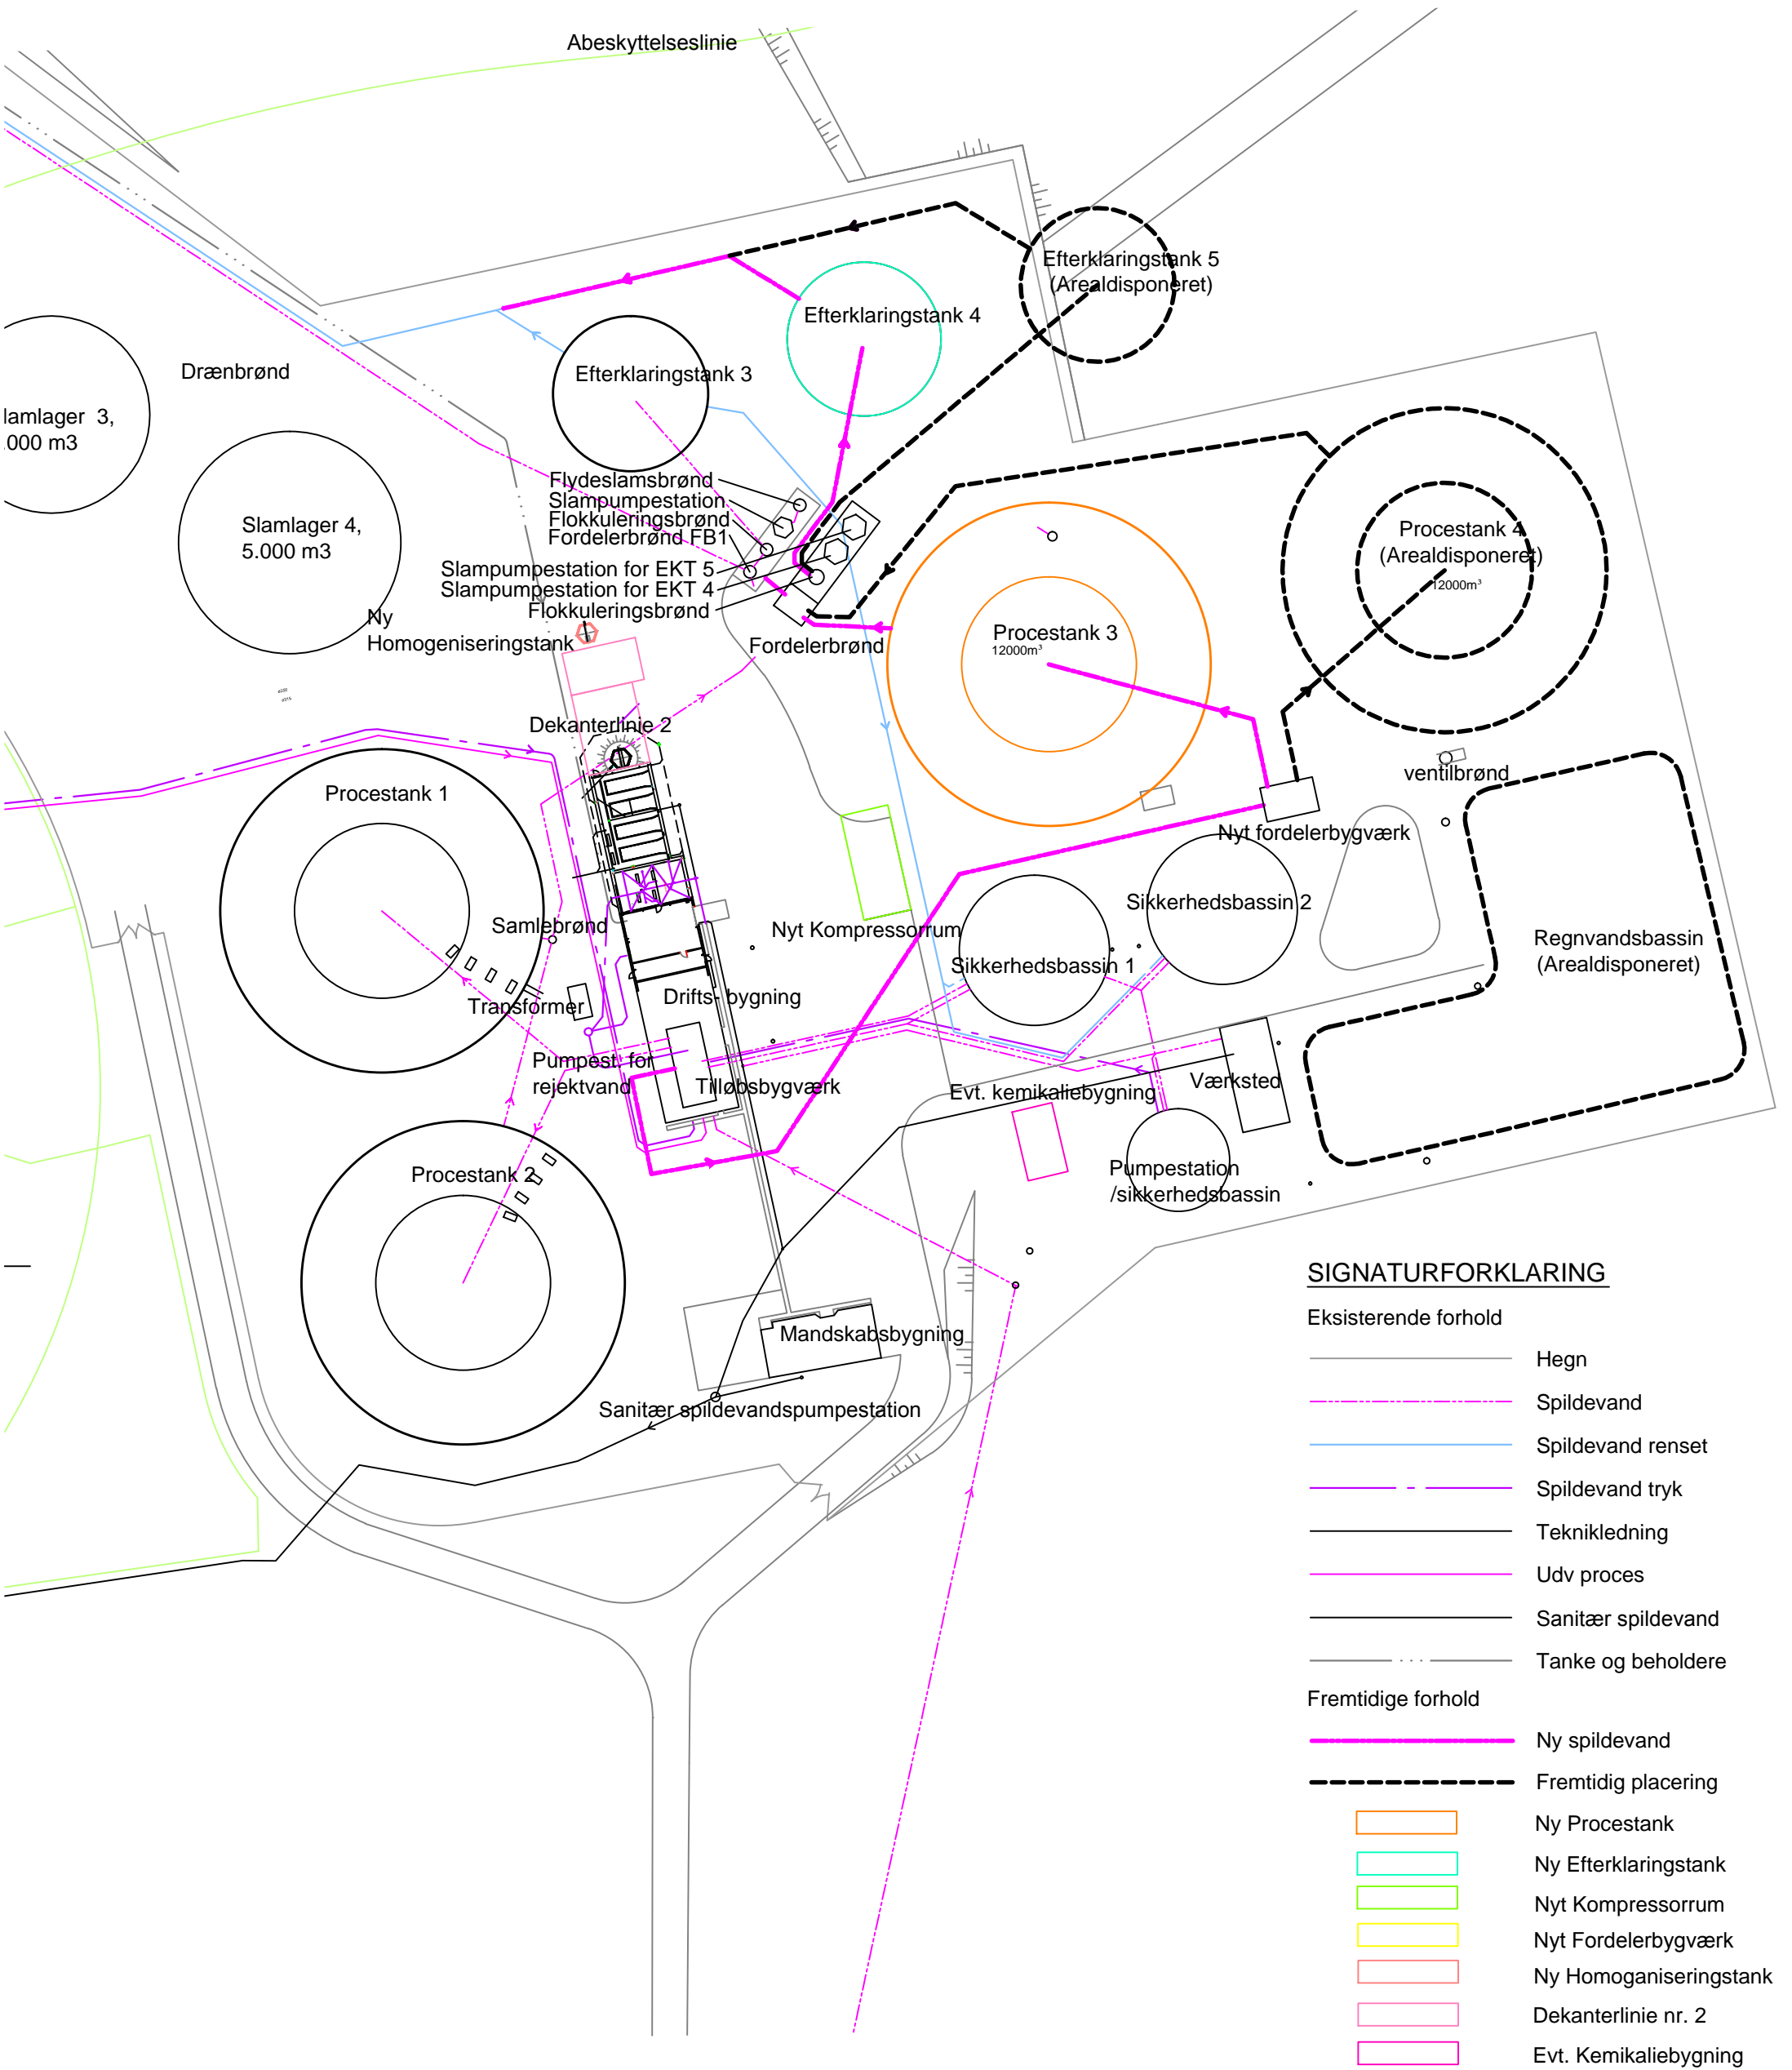 Abeskyttelseslinie
Efterklaringstank 5
(Arealdisponeret)
Efterklaringstank 4
Efterklaringstank 3
Drænbrønd
lamlager 3,
.000 m3
Slamlager 4,
5.000 m3
Flydeslamsbrønd
Slampumpestation
Flokkuleringsbrønd
Fordelerbrønd FB1
Slampumpestation for EKT 5
Slampumpestation for EKT 4
Flokkuleringsbrønd
Procestank 4
(Arealdisponeret)
12000m³
Ny
Homogeniseringstank
Fordelerbrønd
Procestank 3
12000m³
Dekanterlinie 2
ventilbrønd
Procestank 1
Nyt fordelerbygværk
Samlebrønd
Nyt Kompressorrum
Sikkerhedsbassin 2
Sikkerhedsbassin 1
Regnvandsbassin
(Arealdisponeret)
Transformer
Drifts- bygning
Pumpest. for
rejektvand
Tilløbsbygværk
Evt. kemikaliebygning
Værksted
Procestank 2
Pumpestation
/sikkerhedsbassin
Mandskabsbygning
Sanitær spildevandspumpestation
SIGNATURFORKLARING
Eksisterende forhold
Hegn
Spildevand
Spildevand renset
Spildevand tryk
Teknikledning
Udv proces
Sanitær spildevand
Tanke og beholdere
Fremtidige forhold
Ny spildevand
Fremtidig placering
Ny Procestank
Ny Efterklaringstank
Nyt Kompressorrum
Nyt Fordelerbygværk
Ny Homoganiseringstank
Dekanterlinie nr. 2
Evt. Kemikaliebygning